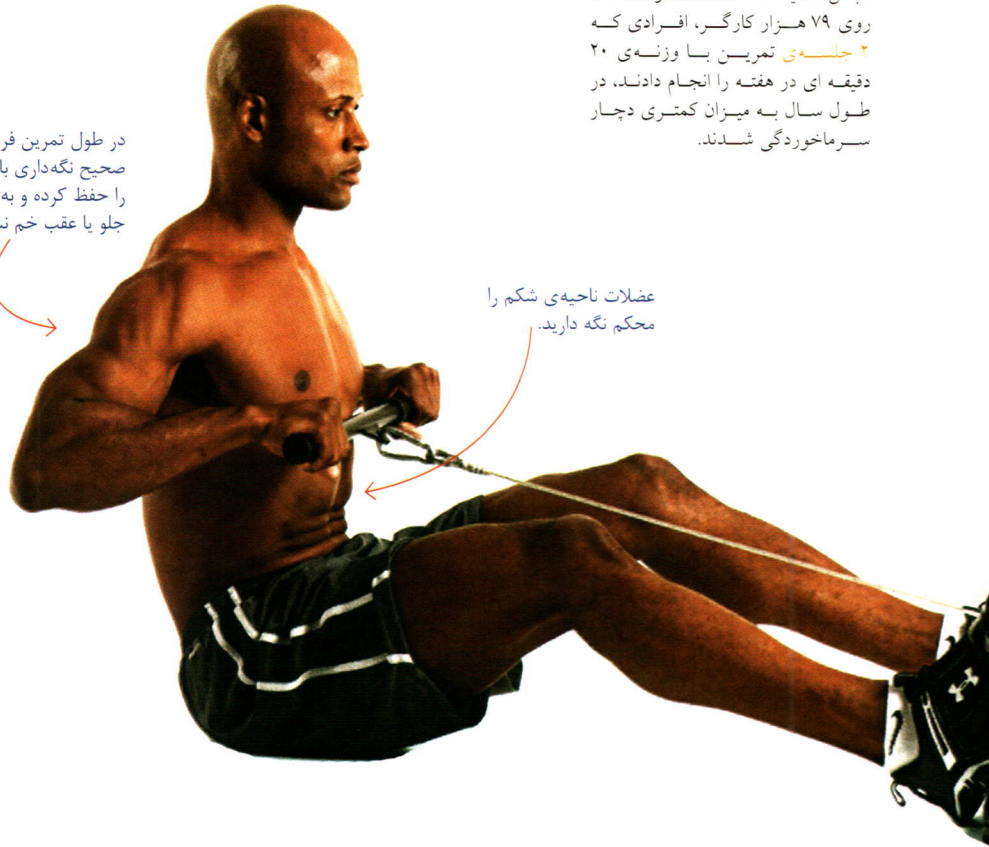 روی ۷۹ هزار کارگر، افرادی که
۲ جلسه‌ی تمرین با وزنه‌ی ۲۰
دقیقه ای در هفته را انجام دادند، در
طول سال به میزان کمتری دچار
سرماخوردگی شدند.
در طول تمرین
صحیح نگه‌داری
را حفظ کرده و به
جلو یا عقب خم
عضلات ناحیه‌ی شکم را
محکم نگه دارید.